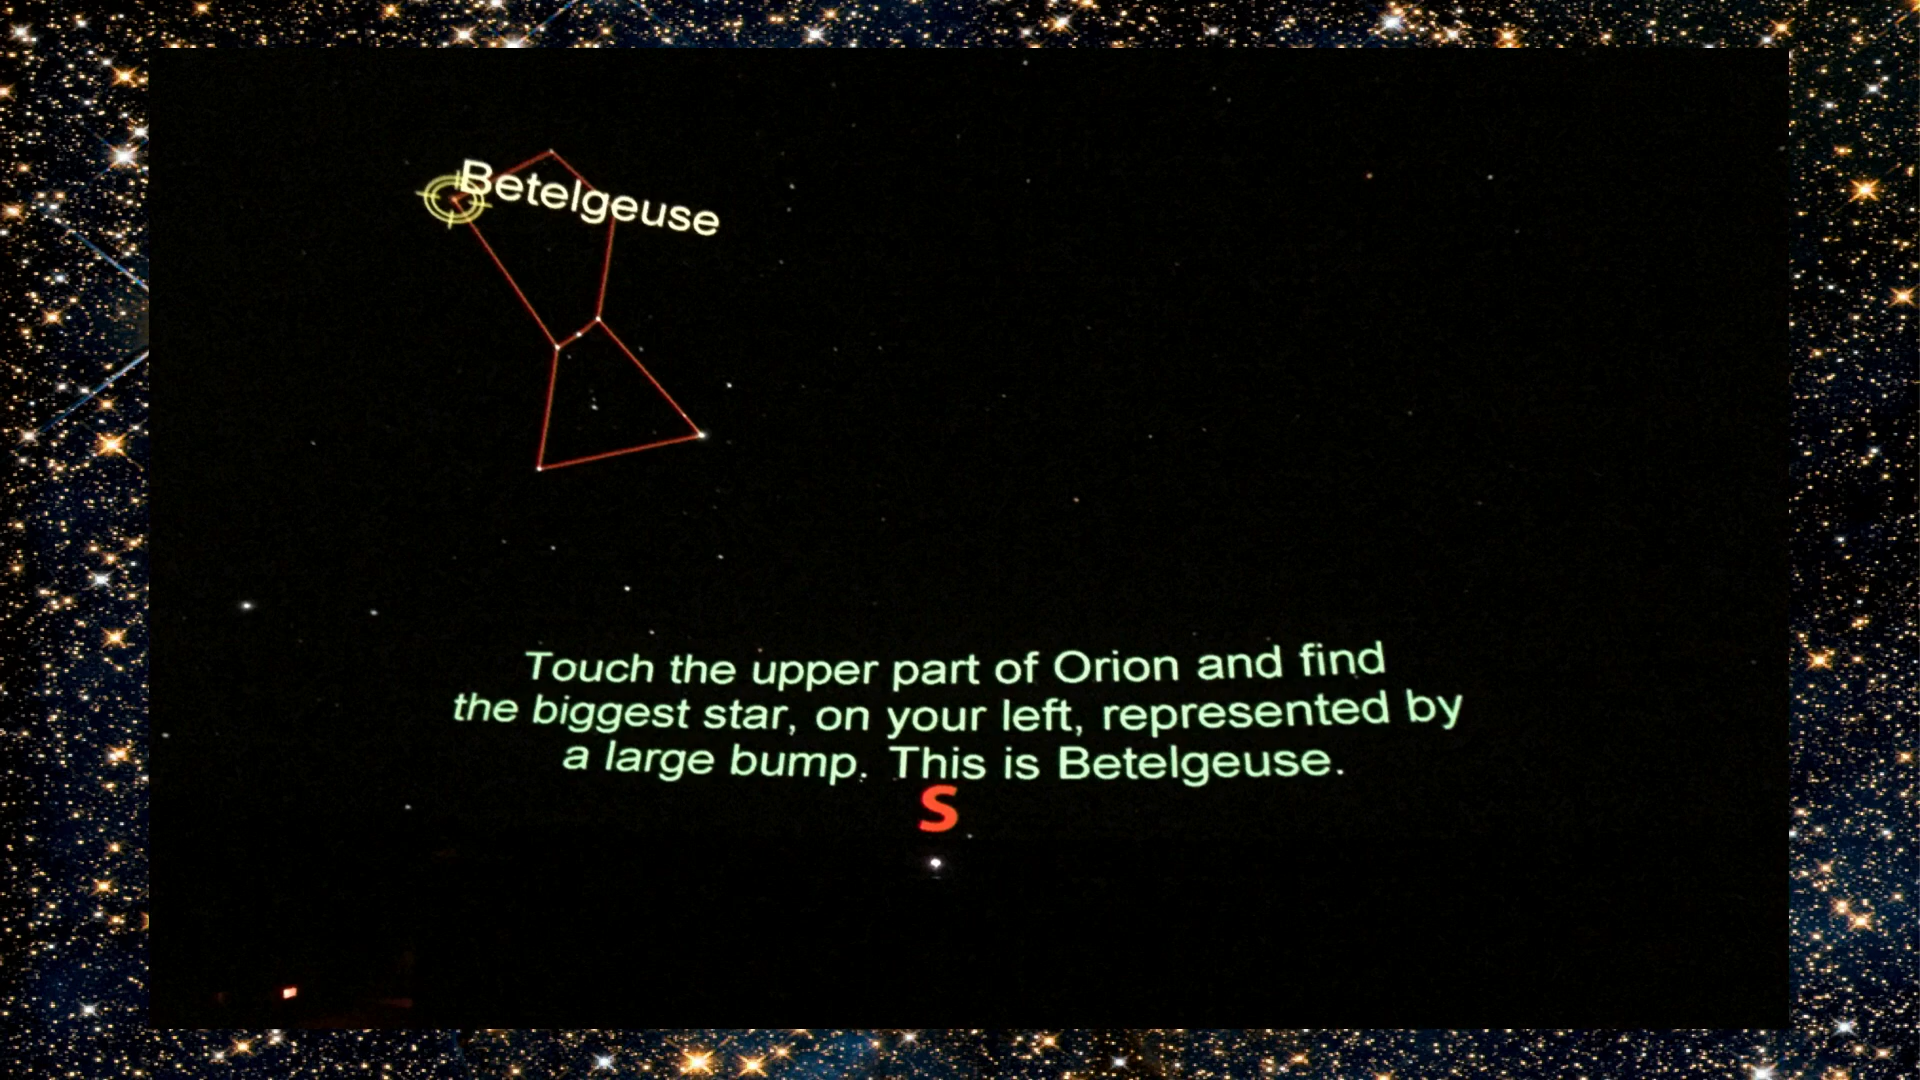 Betelgeuse
Touch the upper part of Orion and find
the biggest star, on your left, represented by
a large bump. This is Betelgeuse.
S